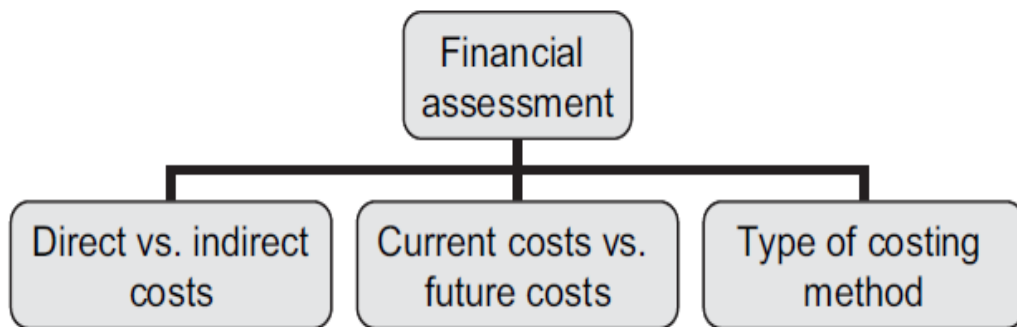 Financial
assessment
Direct vs. indirect
costs
Current costs vs.
future costs
Type of costing
method